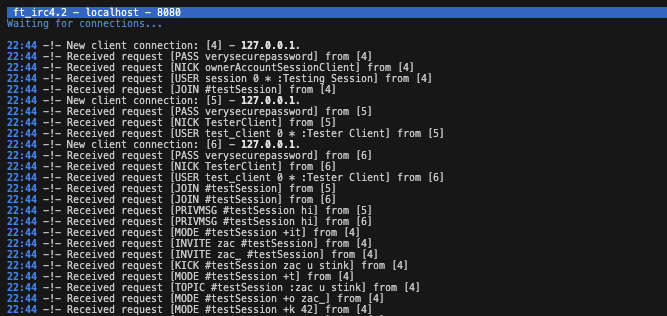 ft_irc4.2 - localhost - 8080
Waiting for connections...
22:44 -!- New client connection: [4] - 127.0.0.1.
22:44 -!- Received request [PASS verysecurepassword] from [4]
22:44 -!- Received request [NICK ownerAccountSessionClient] from [4]
22:44 -!- Received request [USER session 0 * :Testing Session] from [4]
22:44 -!- Received request [JOIN #testSession] from [4]
22:44 -!- New client connection: [5] - 127.0.0.1.
22:44 -!- Received request [PASS verysecurepassword] from [5]
22:44 -!- Received request [NICK TesterClient] from [5]
22:44 -!- Received request [USER test_client 0 * :Tester Client] from [5]
22:44 -!- New client connection: [6] - 127.0.0.1.
22:44 -!- Received request [PASS verysecurepassword] from [6]
22:44 -!- Received request [NICK TesterClient] from [6]
22:44 -!- Received request [USER test_client 0 * :Tester Client] from [6]
22:44 -!- Received request [JOIN #testSession] from [5]
22:44 -!- Received request [JOIN #testSession] from [6]
22:44 -!- Received request [PRIVMSG #testSession hi] from [5]
22:44 -!- Received request [PRIVMSG #testSession hi] from [6]
22:44 -!- Received request [MODE #testSession +it] from [4]
22:44 -!- Received request [INVITE zac #testSession] from [4]
22:44 -!- Received request [INVITE zac_ #testSession] from [4]
22:44 -!- Received request [KICK #testSession zac u stink] from [4]
22:44 -!- Received request [MODE #testSession +t] from [4]
22:44 -!- Received request [TOPIC #testSession :zac u stink] from [4]
22:44 -!- Received request [MODE #testSession +o zac_] from [4]
22:44 -!- Received request [MODE #testSession +k 42] from [4]